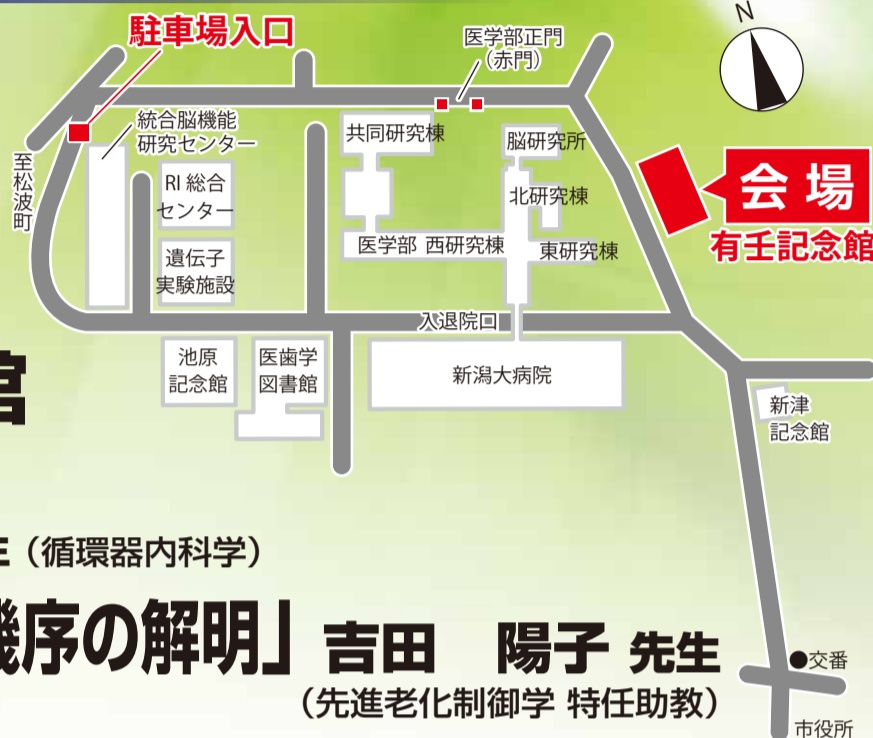 N
駐車場入口
医学部正門
（赤門）
統合脳機能
研究センター
共同研究棟
脳研究所
至松波町
RI 総合
センター
北研究棟
会 場
有壬記念館
医学部 西研究棟
東研究棟
遺伝子
実験施設
入退院口
池原
記念館
医歯学
図書館
新潟大病院
新津
記念館
館
（循環器内科学）
機序の解明」 吉田　陽子 先生
（先進老化制御学 特任助教）
●交番
市役所